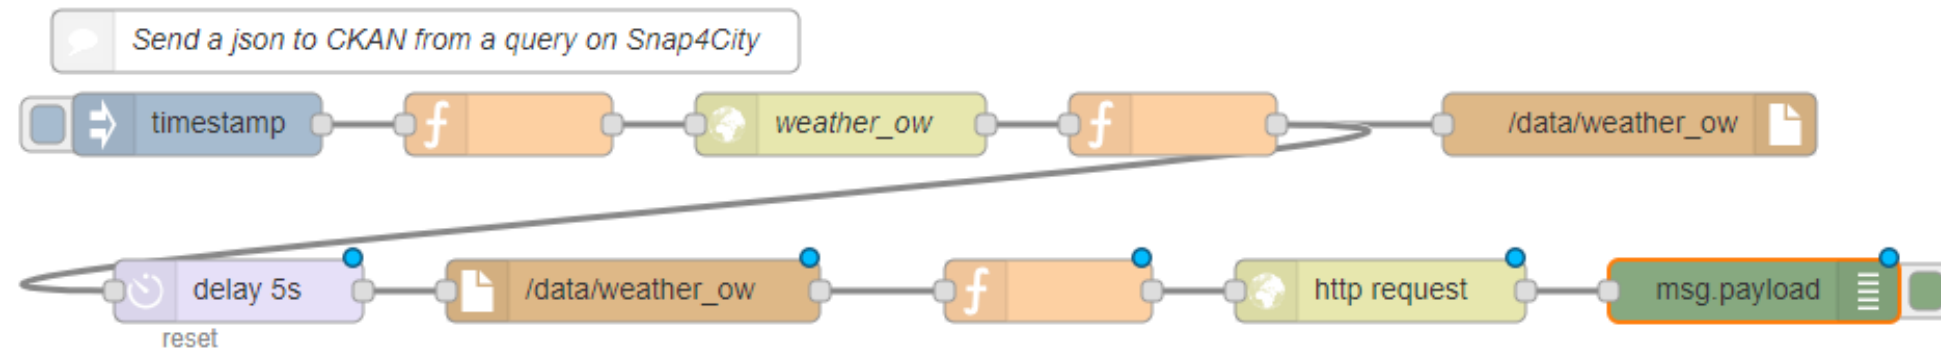 Send a json to CKAN from a query on Snap4City
timestamp
weather_ow
/data/weather_ow
delay 5s
/data/weather_ow
http request
msg.payload
reset